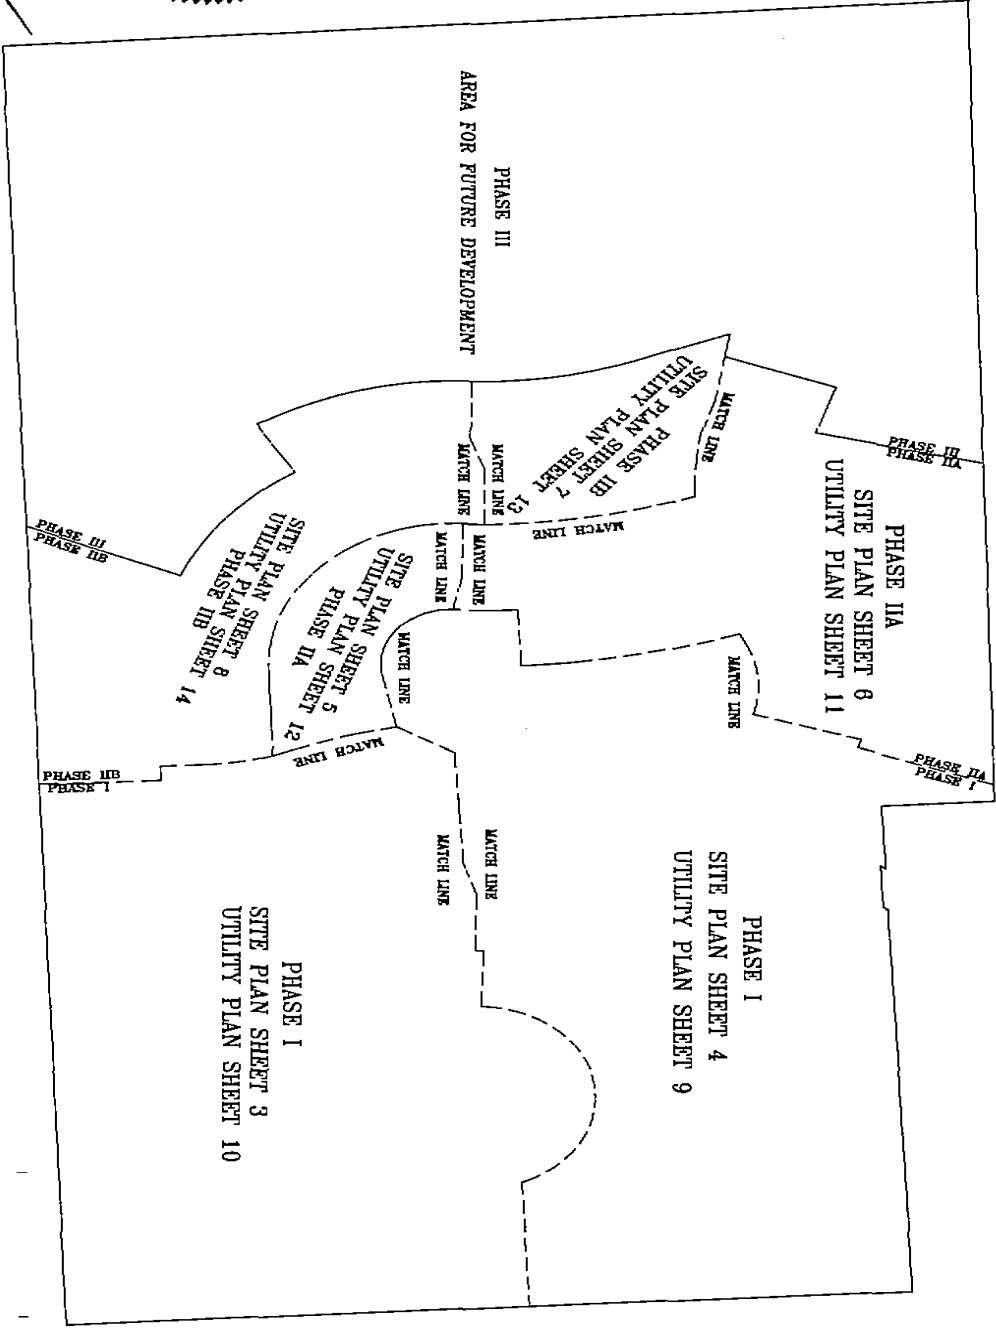 PHASE III
AREA FOR FUTURE DEVELOPMENT
PHASE III
PHASE IIA
PHASE IIA
SITE PLAN SHEET 6
UTILITY PLAN SHEET 11
MATCH LINE
PHASE IIB
SITE PLAN SHEET 7
UTILITY PLAN SHEET 13
MATCH LINE
MATCH LINE
MATCH LINE
MATCH LINE
MATCH LINE
MATCH LINE
PHASE IIA
PHASE I
PHASE III
PHASE IIB
SITE PLAN SHEET 8
UTILITY PLAN SHEET 14
PHASE IIB
SITE PLAN SHEET 5
UTILITY PLAN SHEET 12
PHASE IIA
MATCH LINE
MATCH LINE
PHASE IIB
PHASE I
MATCH LINE
MATCH LINE
PHASE I
SITE PLAN SHEET 4
UTILITY PLAN SHEET 9
PHASE I
SITE PLAN SHEET 3
UTILITY PLAN SHEET 10